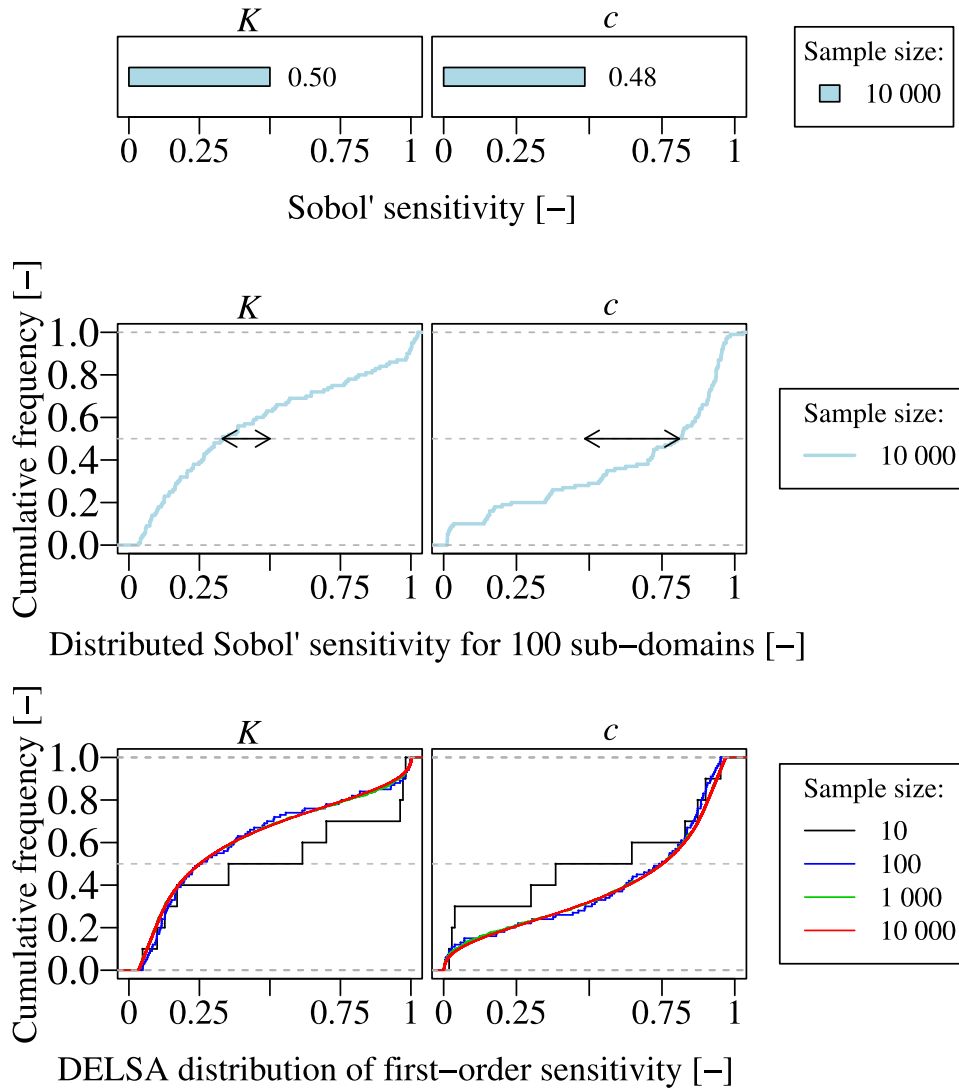 K c
0.50 0.48
Sample size:
10 000
0 0.25 0.75 1 0 0.25 0.75 1
Sobol' sensitivity [−]
Cumulative frequency [−]
K c
1.0
0.8
0.6
0.4
0.2
0.0
Sample size:
10 000
0 0.25 0.75 1 0 0.25 0.75 1
Distributed Sobol' sensitivity for 100 sub−domains [−]
Cumulative frequency [−]
K c
1.0
0.8
0.6
0.4
0.2
0.0
Sample size:
10
100
1 000
10 000
0 0.25 0.75 1 0 0.25 0.75 1
DELSA distribution of first−order sensitivity [−]